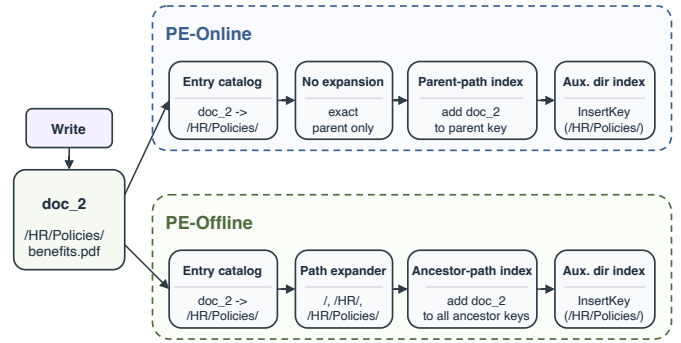 PE-Online
Entry catalog
doc_2 ->
/HR/Policies/
No expansion
exact
parent only
Parent-path index
add doc_2
to parent key
Aux. dir index
InsertKey
(/HR/Policies/)
Write
doc_2
/HR/Policies/
benefits.pdf
PE-Offline
Entry catalog
doc_2 ->
/HR/Policies/
Path expander
/, /HR/,
/HR/Policies/
Ancestor-path index
add doc_2
to all ancestor keys
Aux. dir index
InsertKey
(/HR/Policies/)